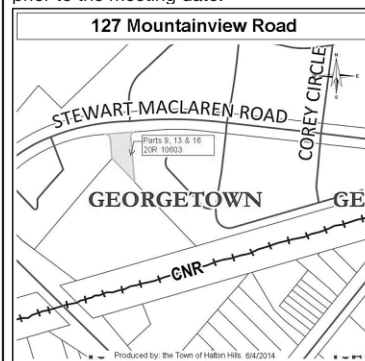 prior to the meeting date.
127 Mountainview Road
STEWART MACLAREN ROAD
COREY CIRCLE
N
E
S
Parts 9, 13 & 16
20R 10603
GEORGETOWN
GE
CNR
Produced by: the Town of Halton Hills. 6/4/2014